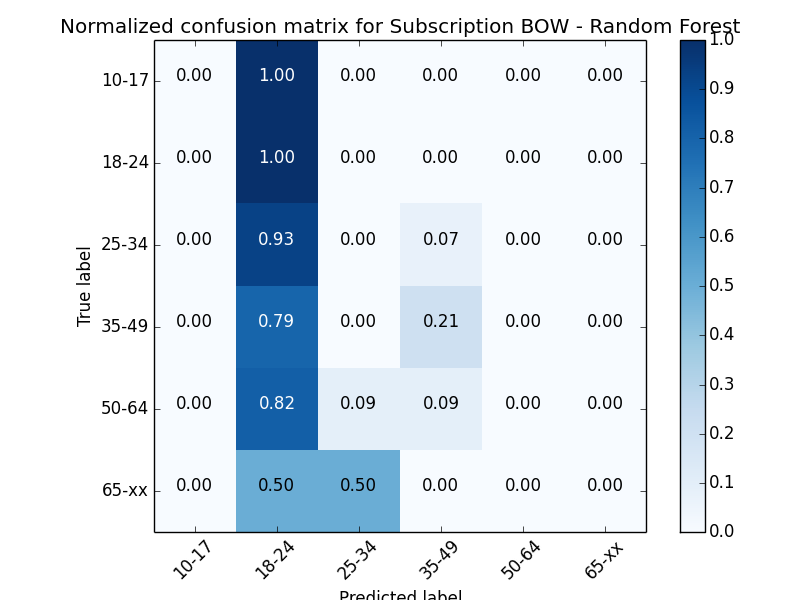 Normalized confusion matrix for Subscription BOW - Random Forest
10-17 0.00 1.00 0.00 0.00 0.00 0.00
18-24 0.00 1.00 0.00 0.00 0.00 0.00
25-34 0.00 0.93 0.00 0.07 0.00 0.00
35-49 0.00 0.79 0.00 0.21 0.00 0.00
50-64 0.00 0.82 0.09 0.09 0.00 0.00
65-xx 0.00 0.50 0.50 0.00 0.00 0.00
True label
10-17 18-24 25-34 35-49 50-64 65-xx
Predicted label
1.0
0.9
0.8
0.7
0.6
0.5
0.4
0.3
0.2
0.1
0.0